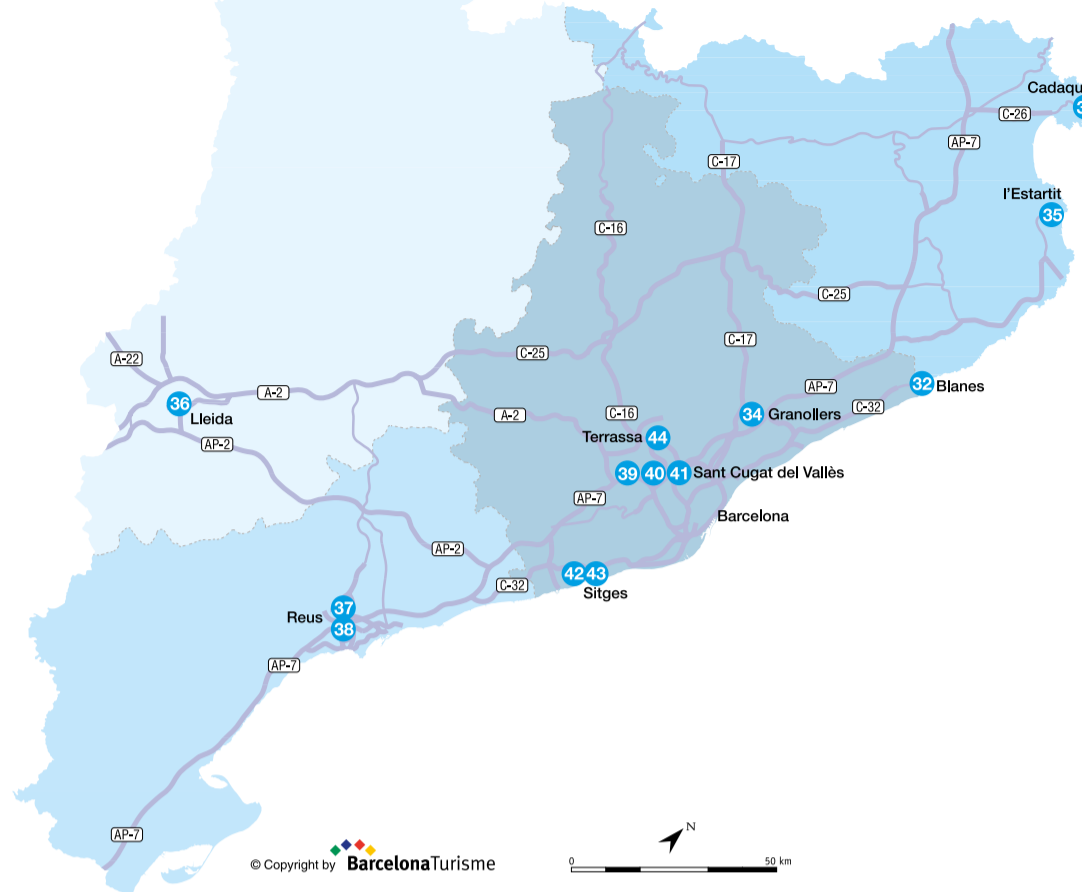 Cadaqu
3
C-26
AP-7
C-17
l'Estartit
35
C-16
C-25
A-22
C-25
C-17
36
A-2
AP-7
32
Blanes
Lleida
A-2
C-16
34
Granollers
C-32
AP-2
Terrassa
44
39
40
41
Sant Cugat del Vallès
AP-7
Barcelona
AP-2
42
43
C-32
Sitges
37
Reus
38
AP-7
AP-7
N
© Copyright by BarcelonaTurisme
0
50 km